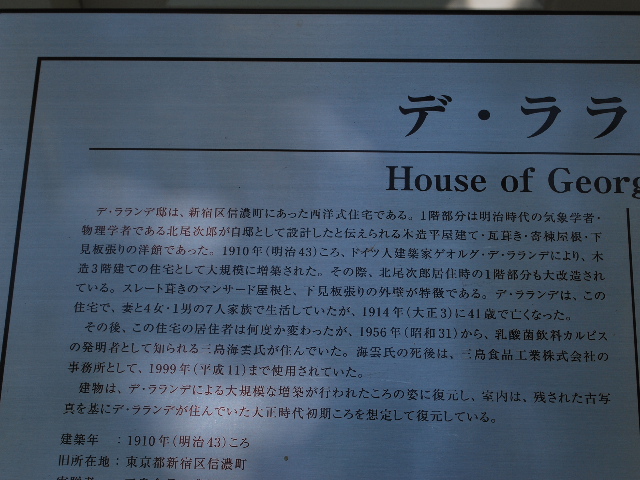 デ・ララ
House of Georg
デ・ラランデ邸は、新宿区信濃町にあった西洋式住宅である。1階部分は明治時代の気象学者・
物理学者である北尾次郎が自邸として設計したと伝えられる木造平屋建て・瓦葺き・寄棟屋根・下
見板張りの洋館であった。1910年(明治43)ころ、ドイツ人建築家ゲオルグ・デ・ラランデにより、木
造3階建ての住宅として大規模に増築された。その際、北尾次郎居住時の1階部分も大改造され
ている。スレート葺きのマンサード屋根と、下見板張りの外壁が特徴である。デ・ラランデは、この
住宅で、妻と4女・1男の7人家族で生活していたが、1914年(大正3)に41歳で亡くなった。
その後、この住宅の居住者は何度か変わったが、1956年(昭和31)から、乳酸菌飲料カルピス
の発明者として知られる三島海雲氏が住んでいた。海雲氏の死後は、三島食品工業株式会社の
事務所として、1999年(平成11)まで使用されていた。
建物は、デ・ラランデによる大規模な増築が行われたころの姿に復元し、室内は、残された古写
真を基にデ・ラランデが住んでいた大正時代初期ころを想定して復元している。
建築年 :1910年(明治43)ころ
旧所在地:東京都新宿区信濃町